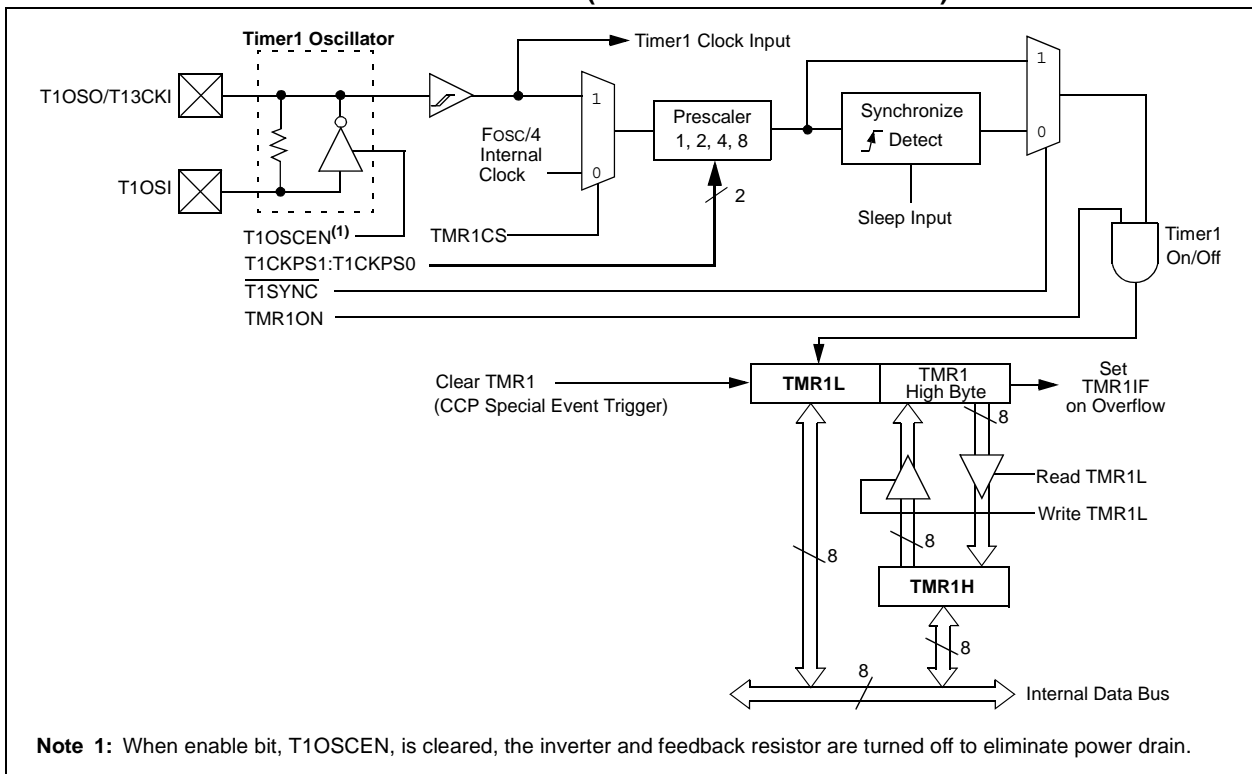 Timer1 Oscillator
Timer1 Clock Input
T1OSO/T13CKI
T1OSI
FOSC/4
Internal
Clock
1
0
Prescaler
1, 2, 4, 8
2
Synchronize
Detect
Sleep Input
1
0
T1OSCEN(1)
TMR1CS
T1CKPS1:T1CKPS0
T1SYNC
TMR1ON
Timer1
On/Off
Clear TMR1
(CCP Special Event Trigger)
TMR1L
TMR1
High Byte
Set
TMR1IF
on Overflow
8
Read TMR1L
Write TMR1L
8
8
TMR1H
8
8
Internal Data Bus
Note 1: When enable bit, T1OSCEN, is cleared, the inverter and feedback resistor are turned off to eliminate power drain.